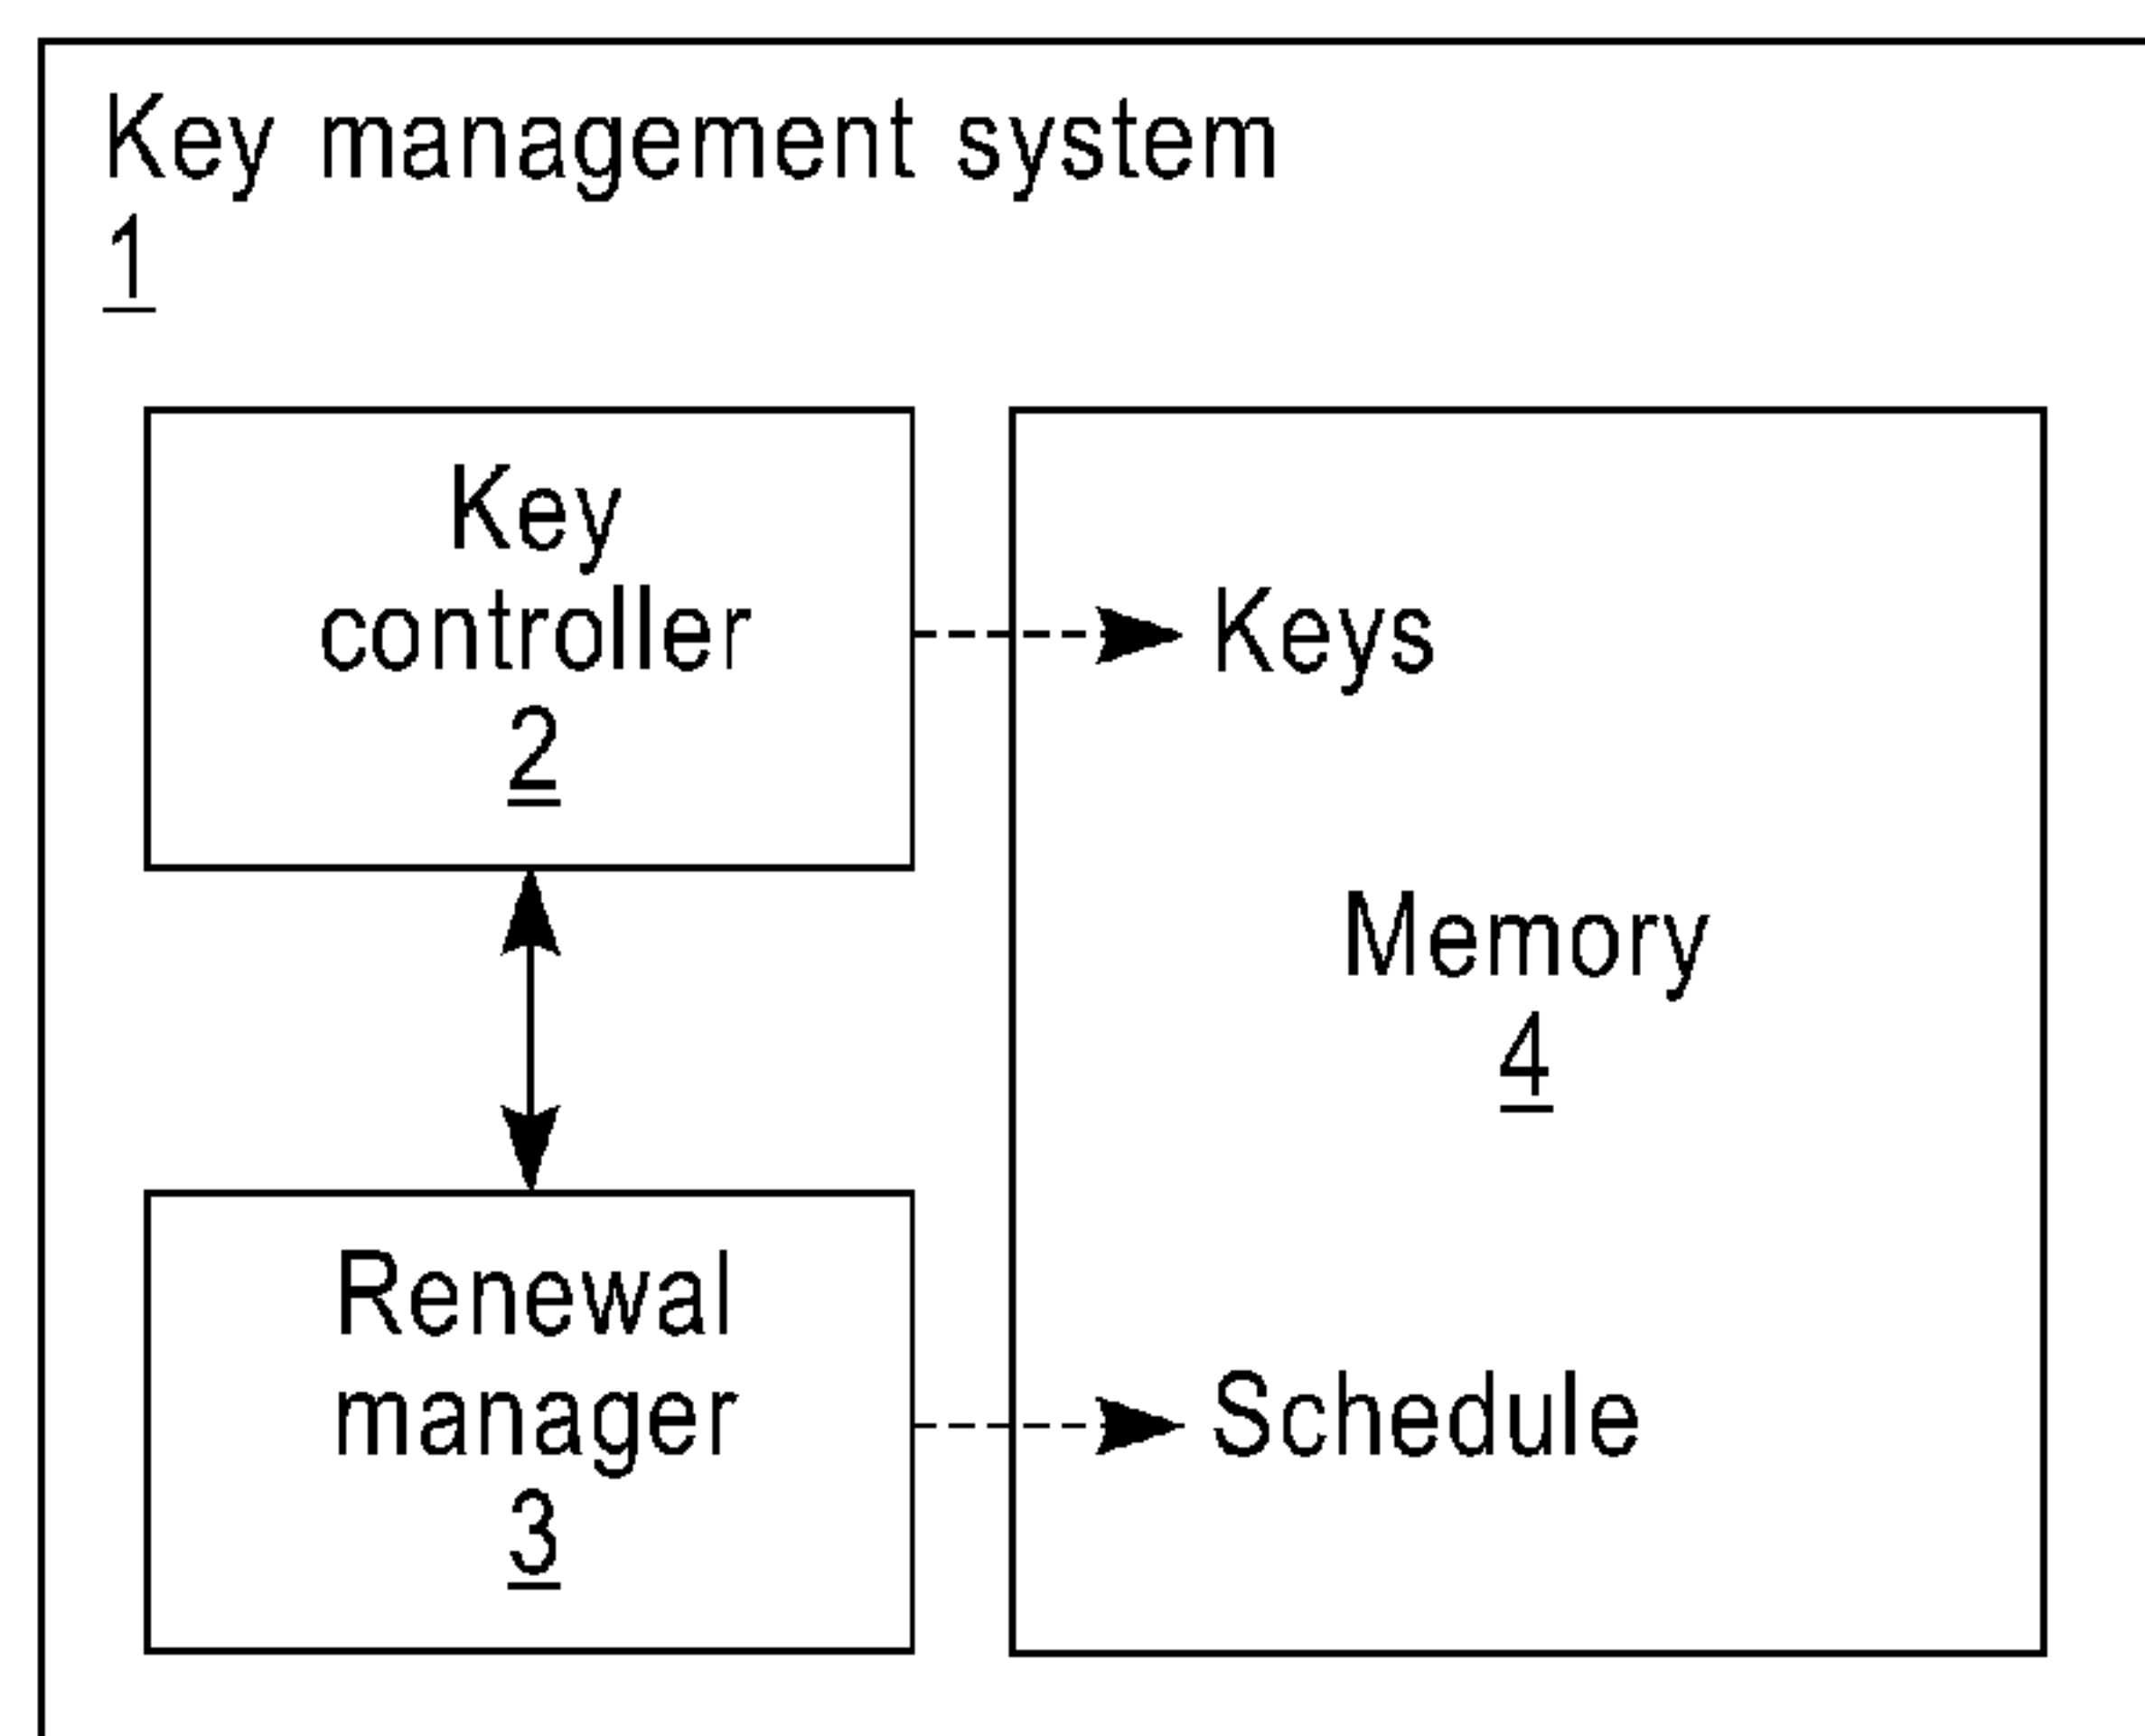 Key management system
1
Key
controller
2
Keys
Memory
4
Renewal
manager
3
Schedule